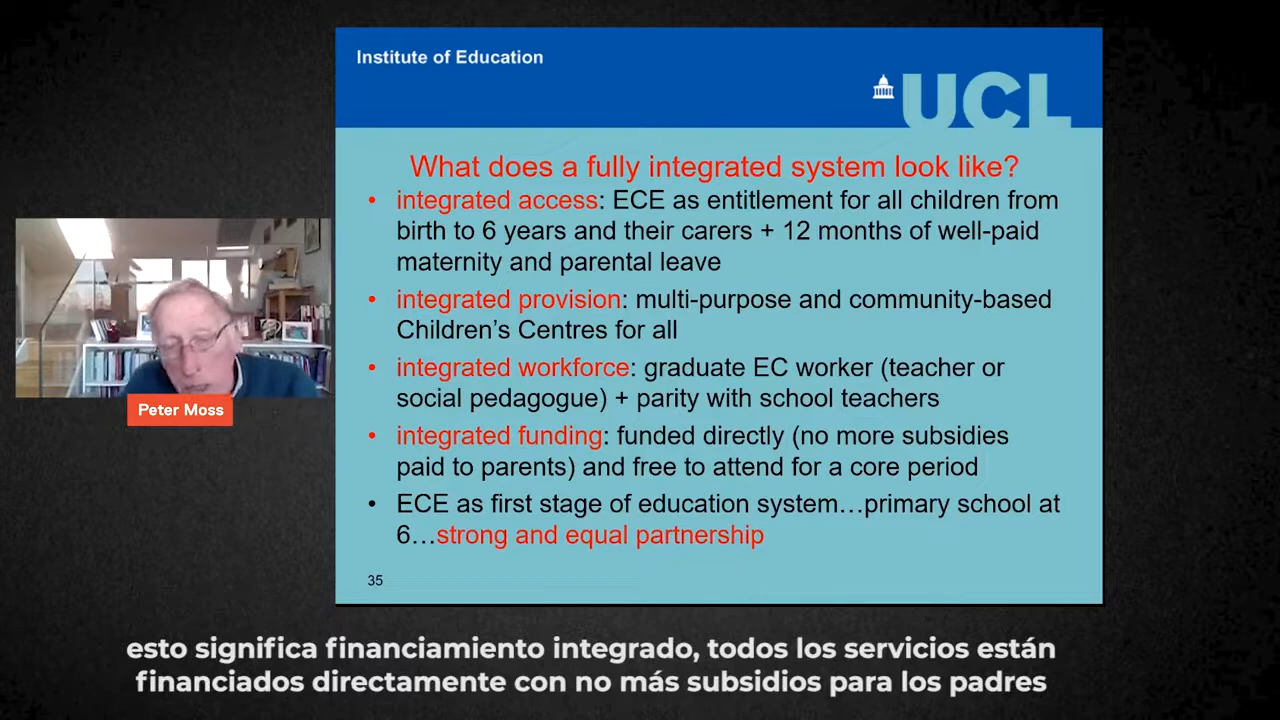 Institute of Education
UCL
What does a fully integrated system look like?
• integrated access: ECE as entitlement for all children from
birth to 6 years and their carers + 12 months of well-paid
maternity and parental leave
• integrated provision: multi-purpose and community-based
Children’s Centres for all
• integrated workforce: graduate EC worker (teacher or
social pedagogue) + parity with school teachers
• integrated funding: funded directly (no more subsidies
paid to parents) and free to attend for a core period
• ECE as first stage of education system…primary school at
6…strong and equal partnership
35
Peter Moss
esto significa financiamiento integrado, todos los servicios están
financiados directamente con no más subsidios para los padres